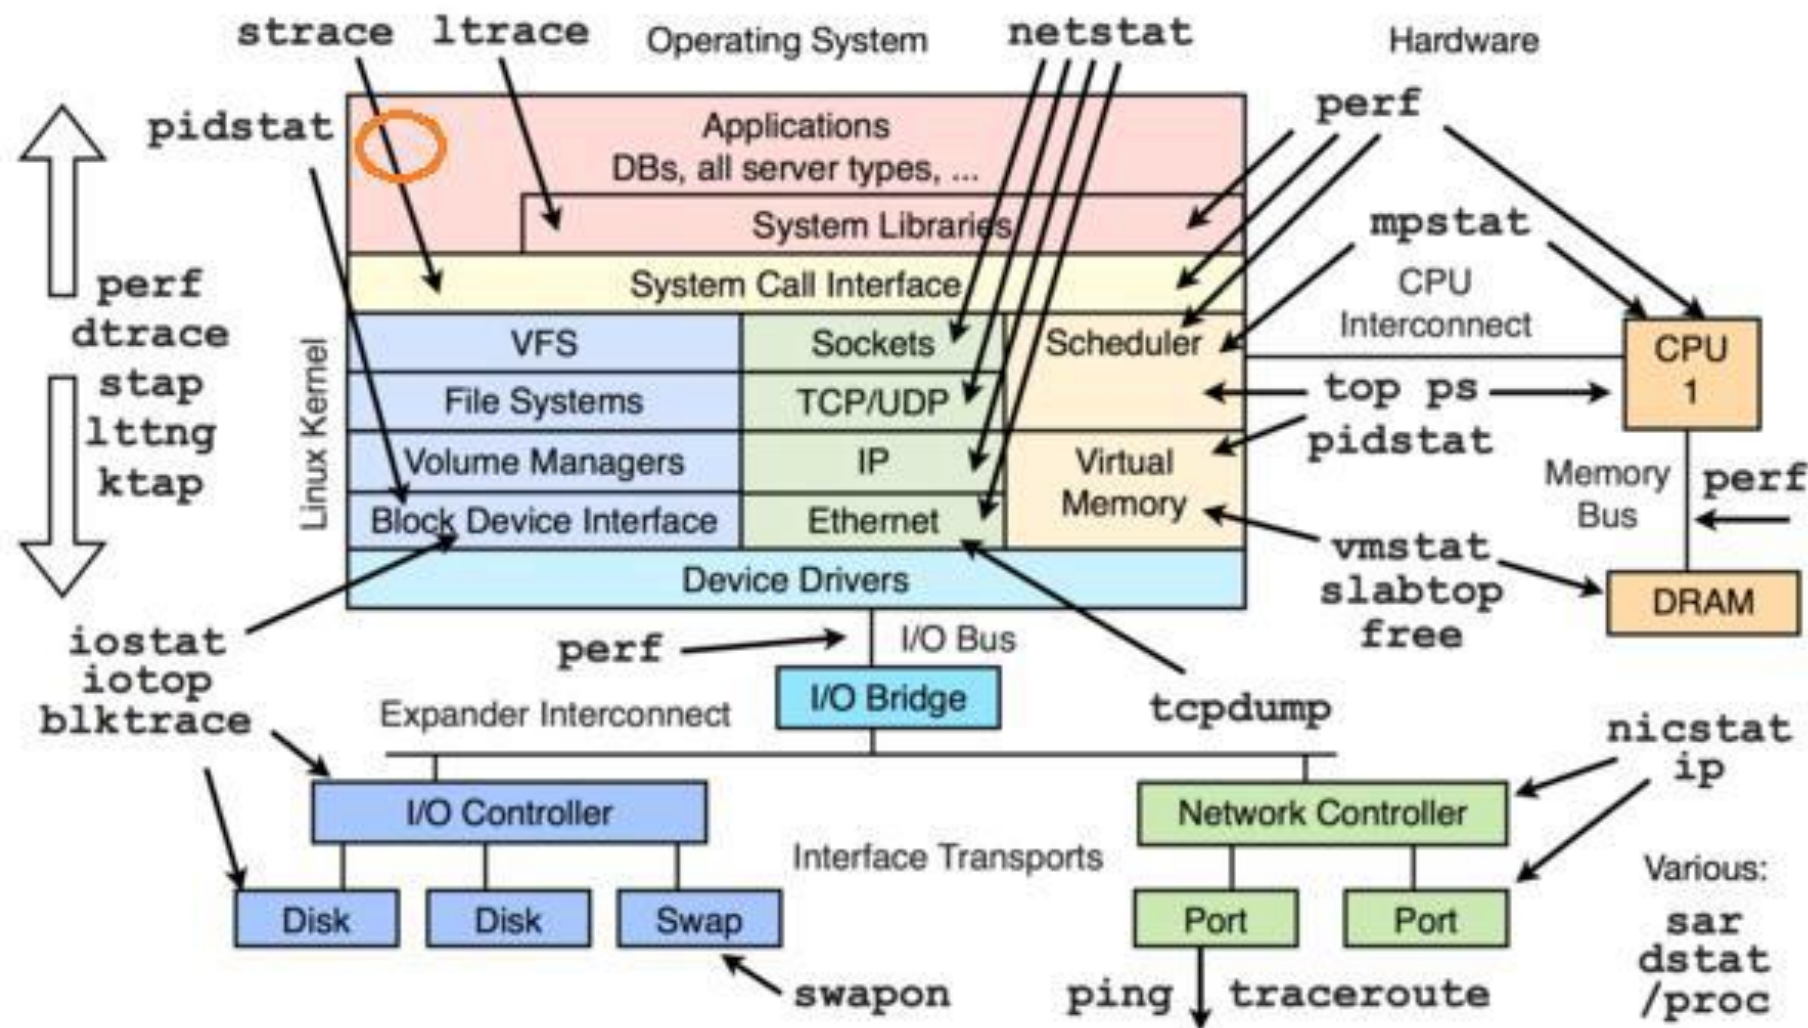 strace ltrace Operating System netstat Hardware
perf
pidstat
Applications
DBs, all server types, ...
System Libraries
System Call Interface
mpstat
CPU
Interconnect
perf
dtrace
stap
lttng
ktap
Linux Kernel
VFS
File Systems
Volume Managers
Block Device Interface
Sockets
TCP/UDP
IP
Ethernet
Scheduler
Virtual
Memory
Device Drivers
CPU
1
top ps
pidstat
Memory
Bus
perf
vmstat
slabtop
free
DRAM
iostat
iotop
blktrace
perf
I/O Bus
I/O Bridge
Expander Interconnect
tcpdump
nicstat
ip
I/O Controller
Network Controller
Interface Transports
Disk
Disk
Swap
Port
Port
swapon
ping traceroute
Various:
sar
dstat
/proc